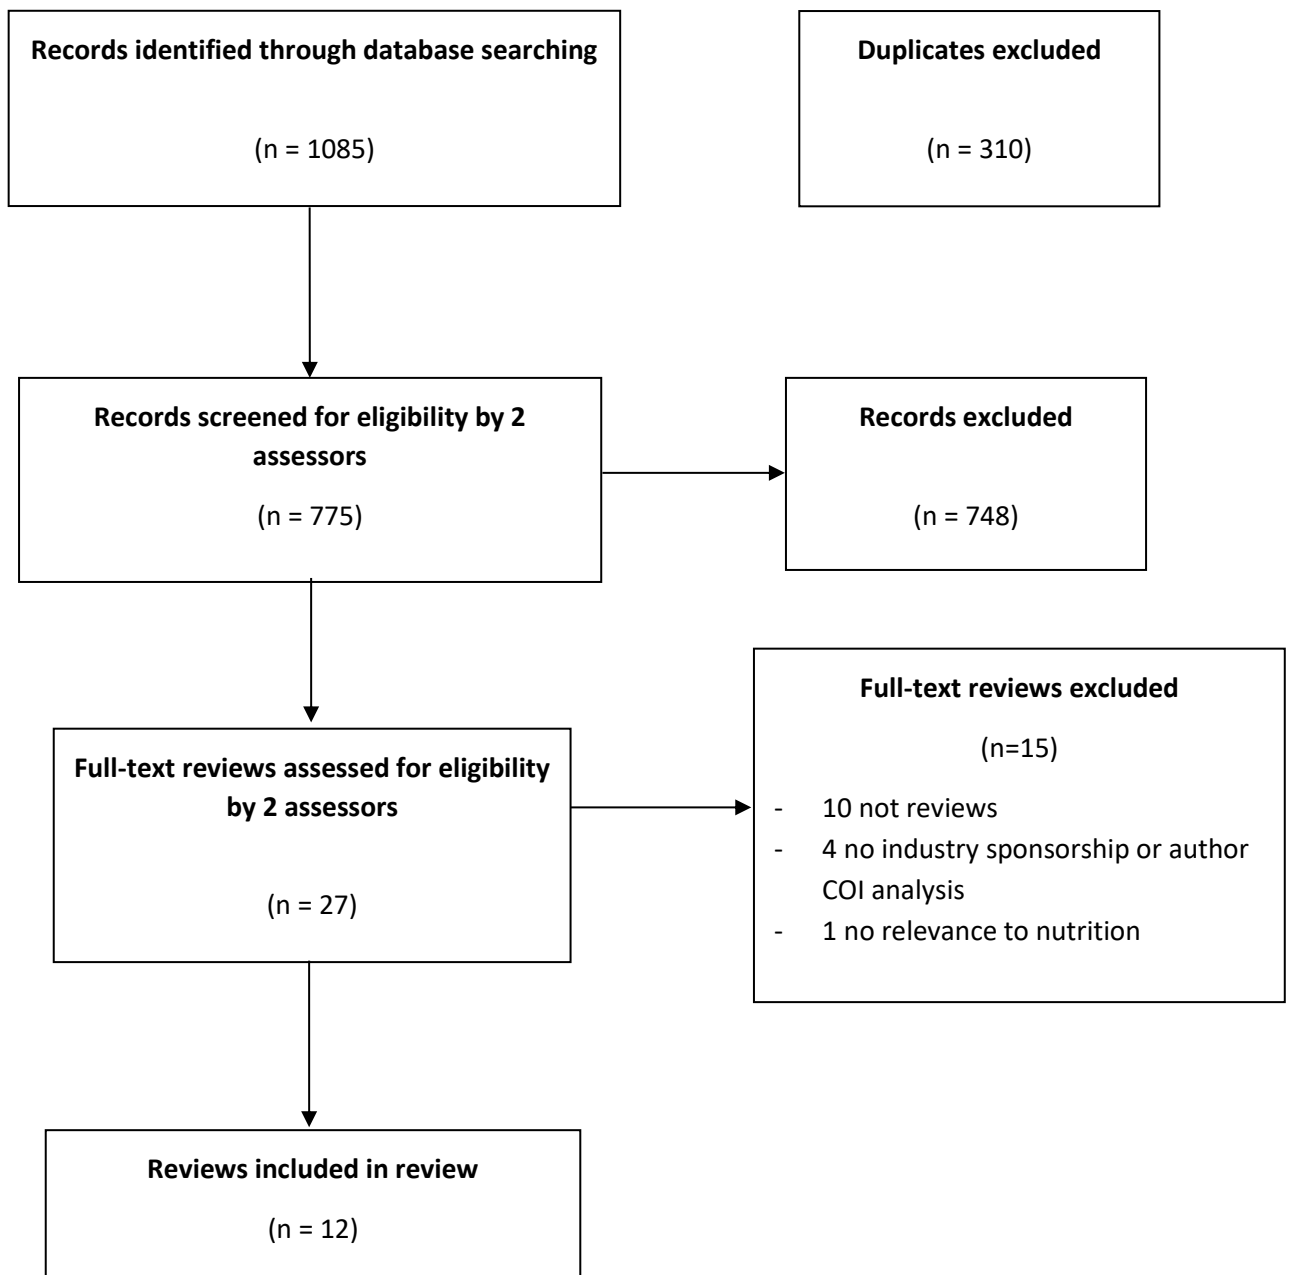 Records identified through database searching
(n = 1085)
Duplicates excluded
(n = 310)
Records screened for eligibility by 2
assessors
(n = 775)
Records excluded
(n = 748)
Full-text reviews assessed for eligibility
by 2 assessors
(n = 27)
Full-text reviews excluded
(n=15)
- 10 not reviews
- 4 no industry sponsorship or author
COI analysis
- 1 no relevance to nutrition
Reviews included in review
(n = 12)